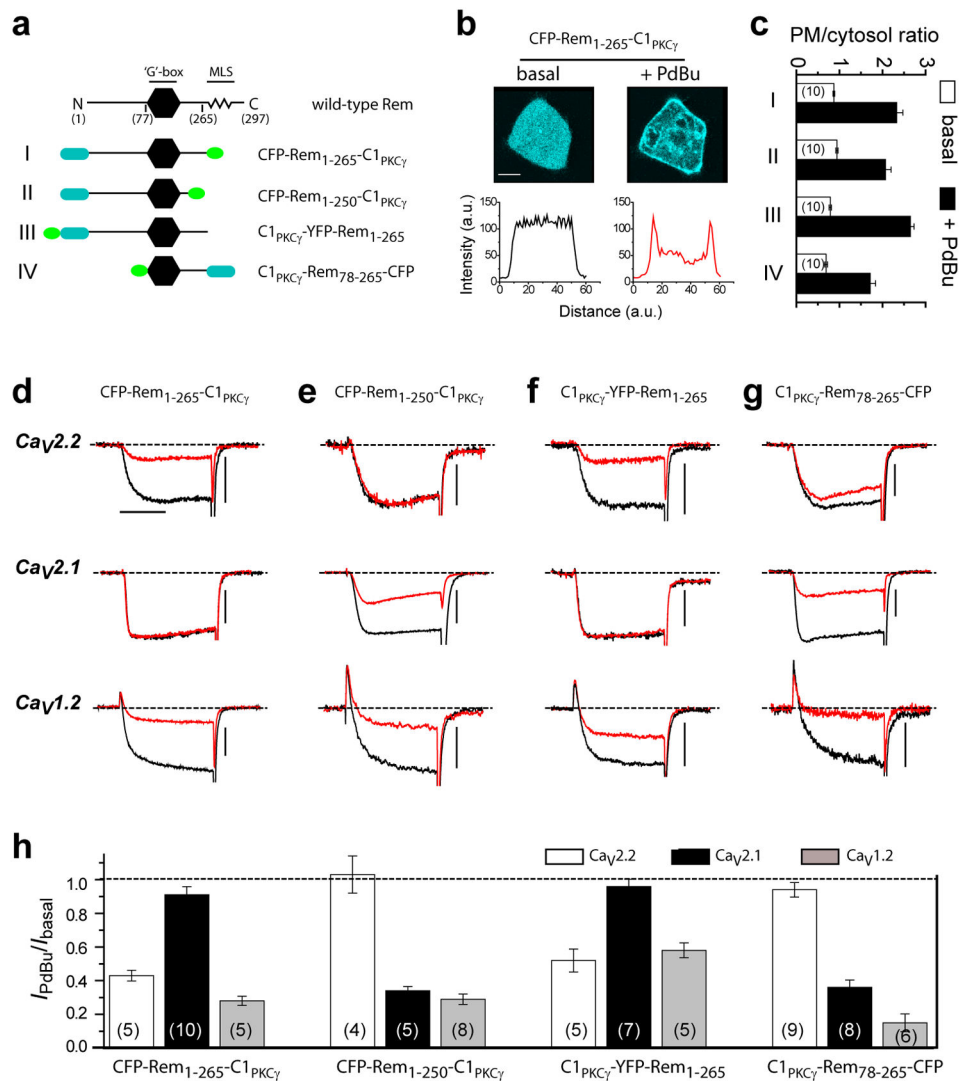 a
'G'-box
MLS
N
C
wild-type Rem
(1)
(77)
(265)
(297)
I
CFP-Rem1-265-C1PKCγ
II
CFP-Rem1-250-C1PKCγ
III
C1PKCγ-YFP-Rem1-265
IV
C1PKCγ-Rem78-265-CFP
b
CFP-Rem1-265-C1PKCγ
basal
+ PdBu
Intensity (a.u.)
150
125
100
75
50
25
0
0 20 40 60
150
125
100
75
50
25
0
0 20 40 60
Distance (a.u.)
c
PM/cytosol ratio
0 1 2 3
I
(10)
II
(10)
III
(10)
IV
(10)
basal
+ PdBu
d
CFP-Rem1-265-C1PKCγ
e
CFP-Rem1-250-C1PKCγ
f
C1PKCγ-YFP-Rem1-265
g
C1PKCγ-Rem78-265-CFP
CaV2.2
CaV2.1
CaV1.2
h
CaV2.2
CaV2.1
CaV1.2
IPdBu/Ibasal
1.0
0.8
0.6
0.4
0.2
0.0
(5) (10) (5)
(4) (5) (8)
(5) (7) (5)
(9) (8) (6)
CFP-Rem1-265-C1PKCγ
CFP-Rem1-250-C1PKCγ
C1PKCγ-YFP-Rem1-265
C1PKCγ-Rem78-265-CFP